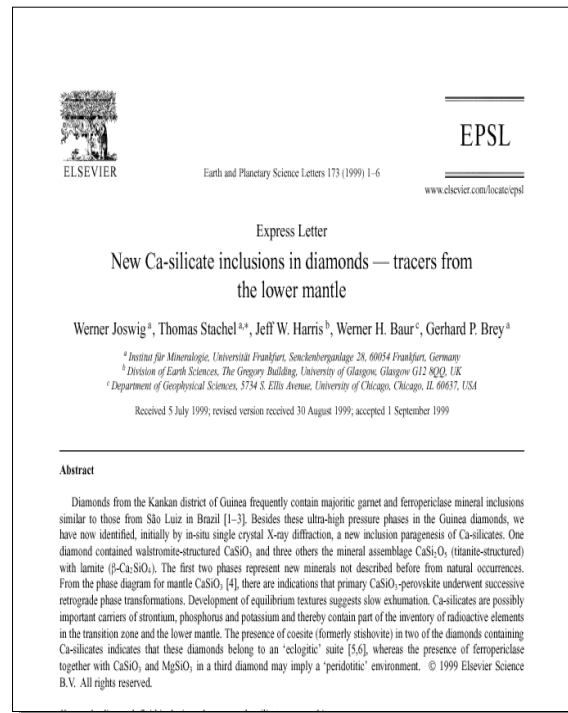 ELSEVIER
Earth and Planetary Science Letters 173 (1999) 1–6
EPSL
www.elsevier.com/locate/epsl
Express Letter
New Ca-silicate inclusions in diamonds — tracers from
the lower mantle
Werner Joswig a, Thomas Stachel a,*, Jeff W. Harris b, Werner H. Baur c, Gerhard P. Brey a
a Institut für Mineralogie, Universität Frankfurt, Senckenberganlage 28, 60054 Frankfurt, Germany
b Division of Earth Sciences, The Gregory Building, University of Glasgow, Glasgow G12 8QQ, UK
c Department of Geophysical Sciences, 5734 S. Ellis Avenue, University of Chicago, Chicago, IL 60637, USA
Received 5 July 1999; revised version received 30 August 1999; accepted 1 September 1999
Abstract
Diamonds from the Kankan district of Guinea frequently contain majoritic garnet and ferropericlase mineral inclusions
similar to those from São Luiz in Brazil [1–3]. Besides these ultra-high pressure phases in the Guinea diamonds, we
have now identified, initially by in-situ single crystal X-ray diffraction, a new inclusion paragenesis of Ca-silicates. One
diamond contained walstromite-structured CaSiO3 and three others the mineral assemblage CaSi2O5 (titanite-structured)
with larnite (β-Ca2SiO4). The first two phases represent new minerals not described before from natural occurrences.
From the phase diagram for mantle CaSiO3 [4], there are indications that primary CaSiO3-perovskite underwent successive
retrograde phase transformations. Development of equilibrium textures suggests slow exhumation. Ca-silicates are possibly
important carriers of strontium, phosphorus and potassium and thereby contain part of the inventory of radioactive elements
in the transition zone and the lower mantle. The presence of coesite (formerly stishovite) in two of the diamonds containing
Ca-silicates indicates that these diamonds belong to an 'eclogitic' suite [5,6], whereas the presence of ferropericlase
together with CaSiO3 and MgSiO3 in a third diamond may imply a 'peridotitic' environment. © 1999 Elsevier Science
B.V. All rights reserved.